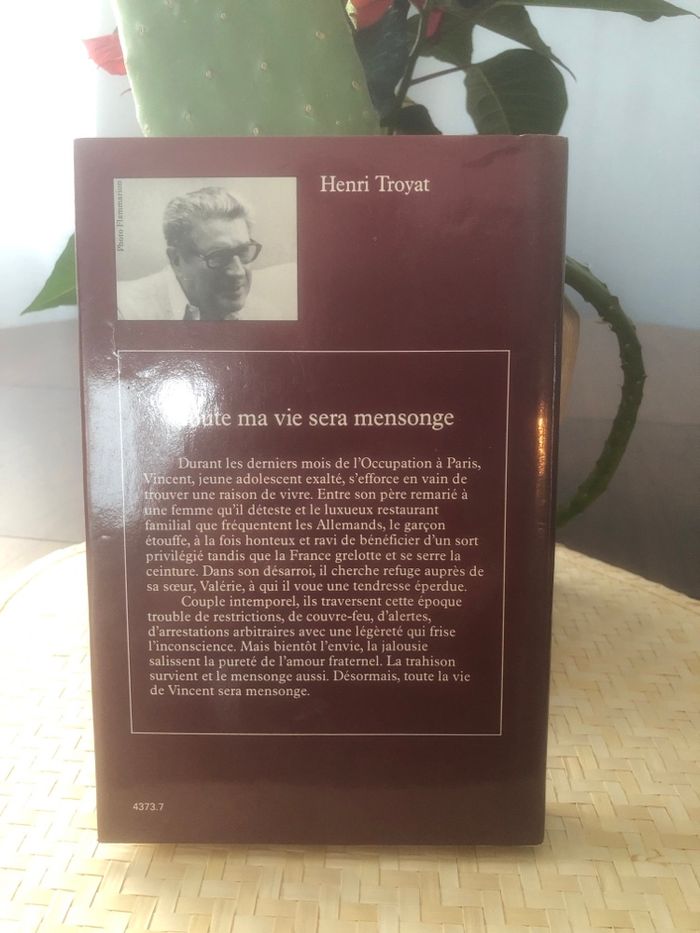 Photo Flammarion
Henri Troyat
Toute ma vie sera mensonge
Durant les derniers mois de l'Occupation à Paris,
Vincent, jeune adolescent exalté, s'efforce en vain de
trouver une raison de vivre. Entre son père remarié à
une femme qu'il déteste et le luxueux restaurant
familial que fréquentent les Allemands, le garçon
étouffe, à la fois honteux et ravi de bénéficier d'un sort
privilégié tandis que la France grelotte et se serre la
ceinture. Dans son désarroi, il cherche refuge auprès de
sa sœur, Valérie, à qui il voue une tendresse éperdue.
Couple intemporel, ils traversent cette époque
trouble de restrictions, de couvre-feu, d'alertes,
d'arrestations arbitraires avec une légèreté qui frise
l'inconscience. Mais bientôt l'envie, la jalousie
salissent la pureté de l'amour fraternel. La trahison
survient et le mensonge aussi. Désormais, toute la vie
de Vincent sera mensonge.
4373.7